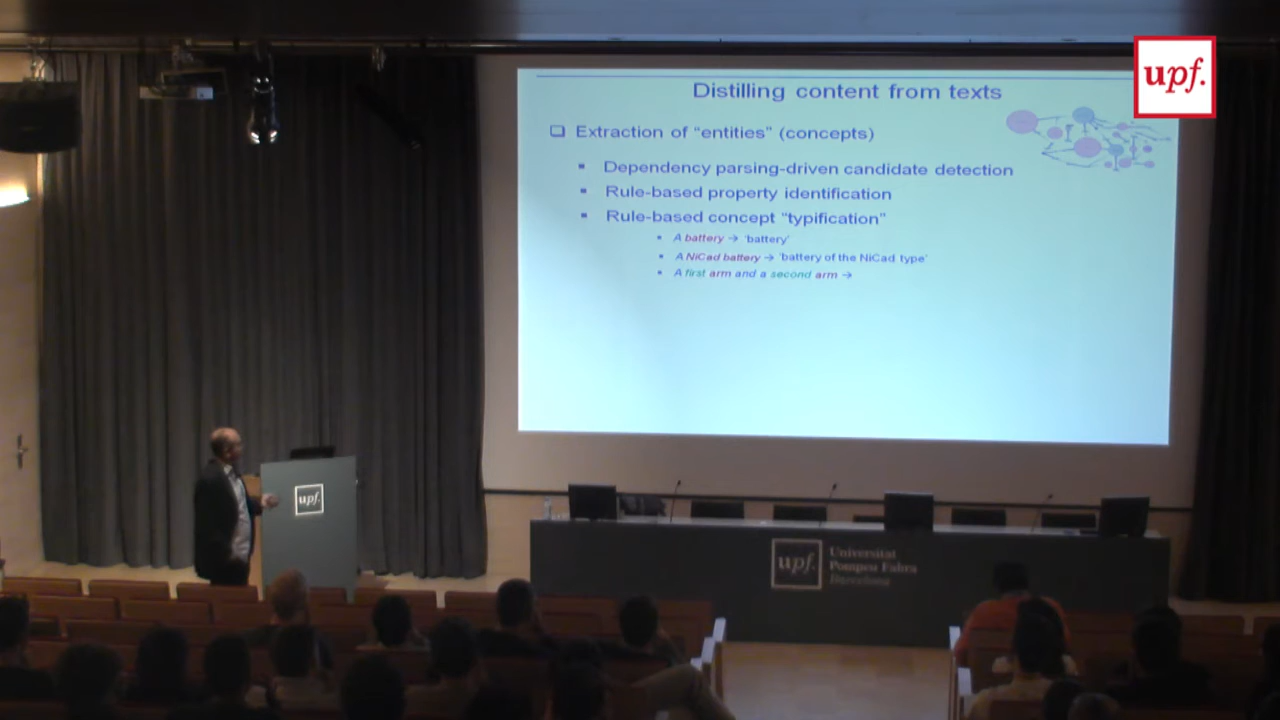 Distilling content from texts
❑ Extraction of “entities” (concepts)
▪ Dependency parsing-driven candidate detection
▪ Rule-based property identification
▪ Rule-based concept “typification”
▪ A battery → ‘battery’
▪ A NiCad battery → ‘battery of the NiCad type’
▪ A first arm and a second arm →
upf.
upf.
upf.
Universitat
Pompeu Fabra
Barcelona